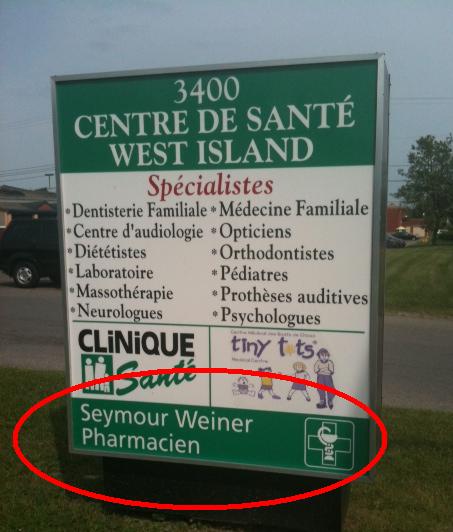 3400
CENTRE DE SANTÉ
WEST ISLAND
Spécialistes
* Dentisterie Familiale * Médecine Familiale
* Centre d'audiologie * Opticiens
* Diététistes * Orthodontistes
* Laboratoire * Pédiatres
* Massothérapie * Prothèses auditives
* Neurologues * Psychologues
CLiNiQUE
Santé
tiny tots
Medical Centre
Seymour Weiner
Pharmacien